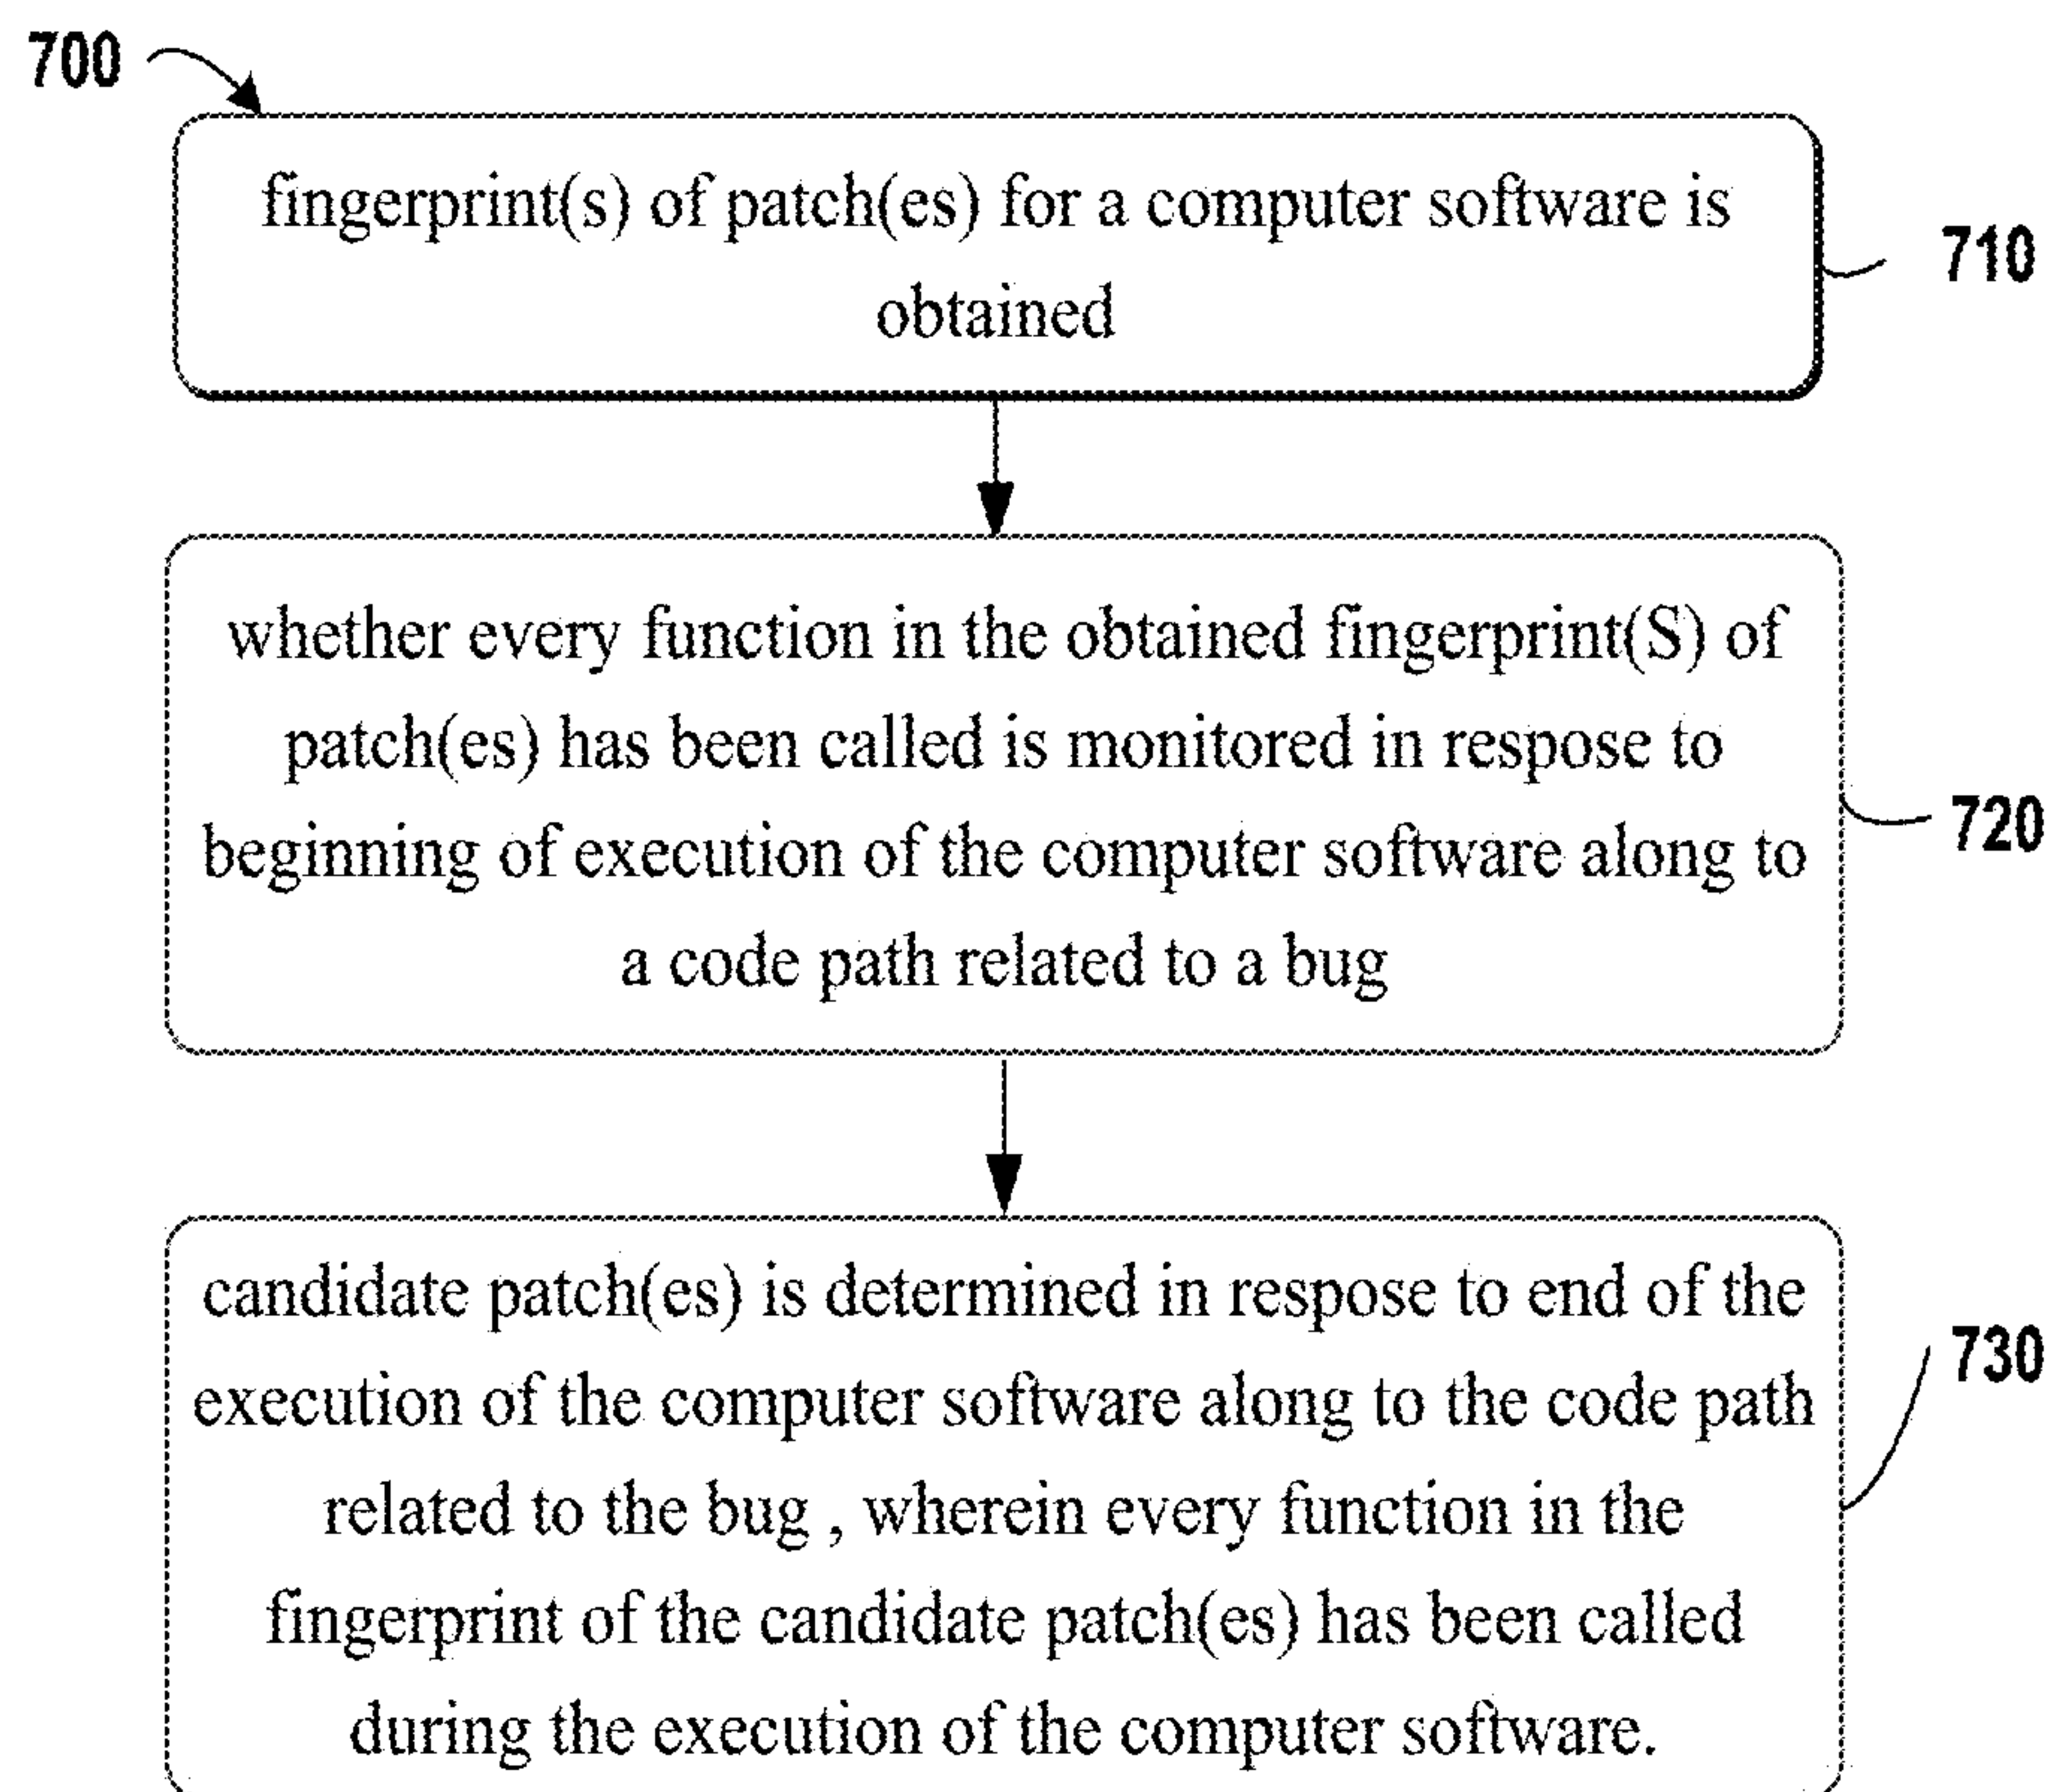 700
fingerprint(s) of patch(es) for a computer software is
obtained
710
whether every function in the obtained fingerprint(S) of
patch(es) has been called is monitored in respose to
beginning of execution of the computer software along to
a code path related to a bug
720
candidate patch(es) is determined in respose to end of the
execution of the computer software along to the code path
related to the bug , wherein every function in the
fingerprint of the candidate patch(es) has been called
during the execution of the computer software.
730